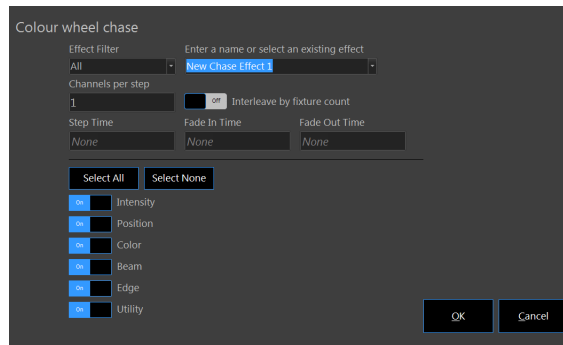 Colour wheel chase
Effect Filter Enter a name or select an existing effect
All New Chase Effect 1
Channels per step
1 Off Interleave by fixture count
Step Time Fade In Time Fade Out Time
None None None
Select All Select None
On Intensity
On Position
On Color
On Beam
On Edge
On Utility
OK Cancel